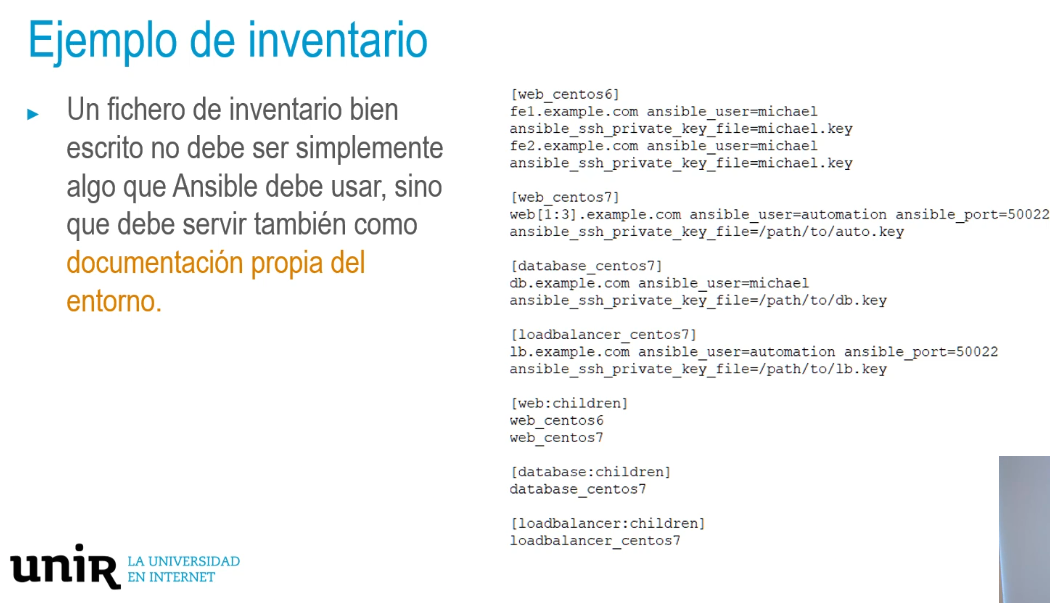 Ejemplo de inventario
► Un fichero de inventario bien
escrito no debe ser simplemente
algo que Ansible debe usar, sino
que debe servir también como
documentación propia del
entorno.
[web_centos6]
fe1.example.com ansible_user=michael
ansible_ssh_private_key_file=michael.key
fe2.example.com ansible_user=michael
ansible_ssh_private_key_file=michael.key
[web_centos7]
web[1:3].example.com ansible_user=automation ansible_port=50022
ansible_ssh_private_key_file=/path/to/auto.key
[database_centos7]
db.example.com ansible_user=michael
ansible_ssh_private_key_file=/path/to/db.key
[loadbalancer_centos7]
lb.example.com ansible_user=automation ansible_port=50022
ansible_ssh_private_key_file=/path/to/lb.key
[web:children]
web_centos6
web_centos7
[database:children]
database_centos7
[loadbalancer:children]
loadbalancer_centos7
unir LA UNIVERSIDAD
EN INTERNET